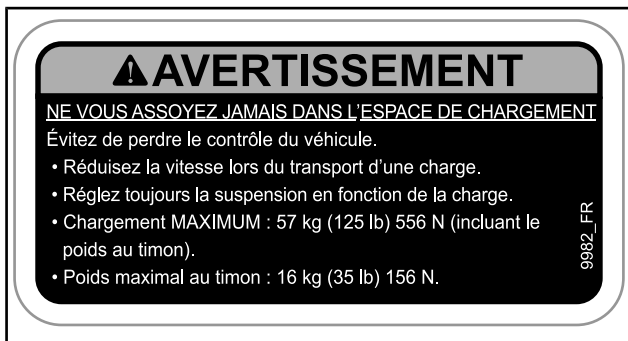 AVERTISSEMENT
NE VOUS ASSOYEZ JAMAIS DANS L'ESPACE DE CHARGEMENT
Évitez de perdre le contrôle du véhicule.
• Réduisez la vitesse lors du transport d'une charge.
• Réglez toujours la suspension en fonction de la charge.
• Chargement MAXIMUM : 57 kg (125 lb) 556 N (incluant le
poids au timon).
• Poids maximal au timon : 16 kg (35 lb) 156 N.
9982_FR